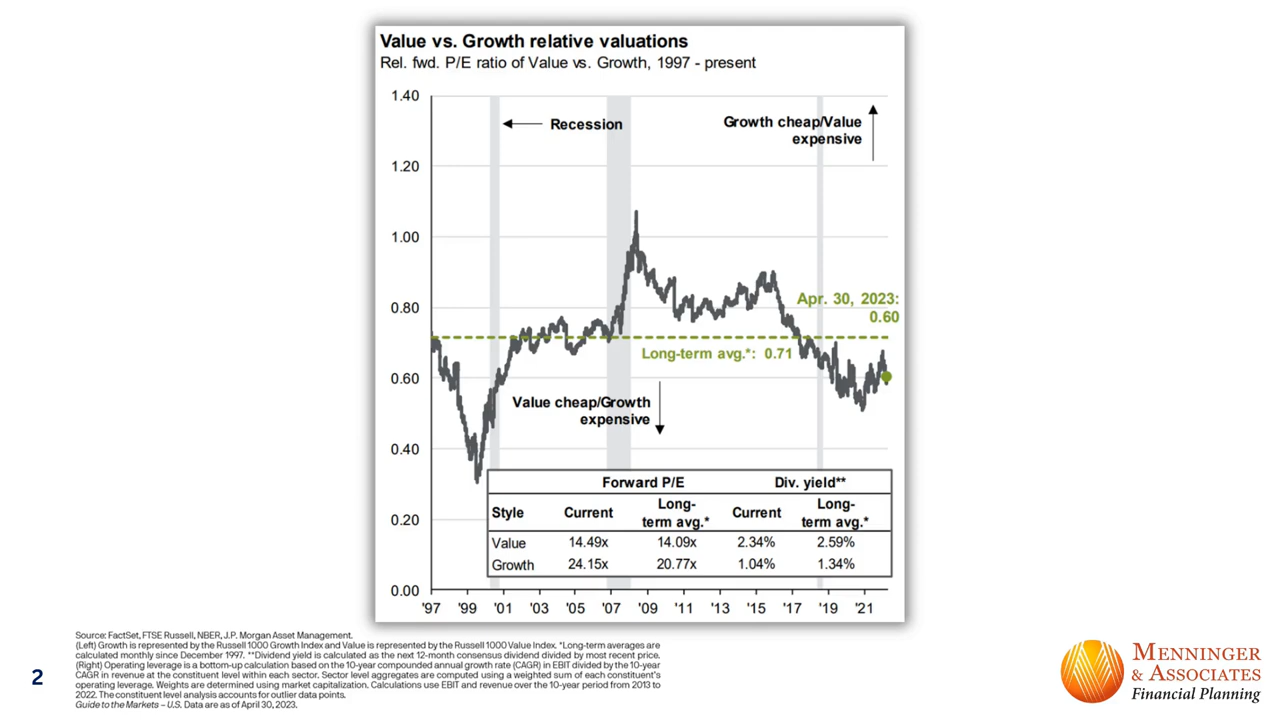 Value vs. Growth relative valuations
Rel. fwd. P/E ratio of Value vs. Growth, 1997 - present
1.40
1.20
1.00
0.80
0.60
0.40
0.20
0.00
Recession
Growth cheap/Value
expensive
Apr. 30, 2023:
0.60
Long-term avg.*: 0.71
Value cheap/Growth
expensive
Forward P/E Div. yield**
Style Current Long-term avg.* Current Long-term avg.*
Value 14.49x 14.09x 2.34% 2.59%
Growth 24.15x 20.77x 1.04% 1.34%
'97 '99 '01 '03 '05 '07 '09 '11 '13 '15 '17 '19 '21
Source: FactSet, FTSE Russell, NBER, J.P. Morgan Asset Management.
(Left) Growth is represented by the Russell 1000 Growth Index and Value is represented by the Russell 1000 Value Index. *Long-term averages are
calculated monthly since December 1997. **Dividend yield is calculated as the next 12-month consensus dividend divided by most recent price.
(Right) Operating leverage is a bottom-up calculation based on the 10-year compounded annual growth rate (CAGR) in EBIT divided by the 10-year
CAGR in revenue at the constituent level within each sector. Sector level aggregates are computed using a weighted sum of each constituent's
operating leverage. Weights are determined using market capitalization. Calculations use EBIT and revenue over the 10-year period from 2013 to
2022. The constituent level analysis accounts for outlier data points.
Guide to the Markets – U.S. Data are as of April 30, 2023.
2
MENNINGER
& ASSOCIATES
Financial Planning